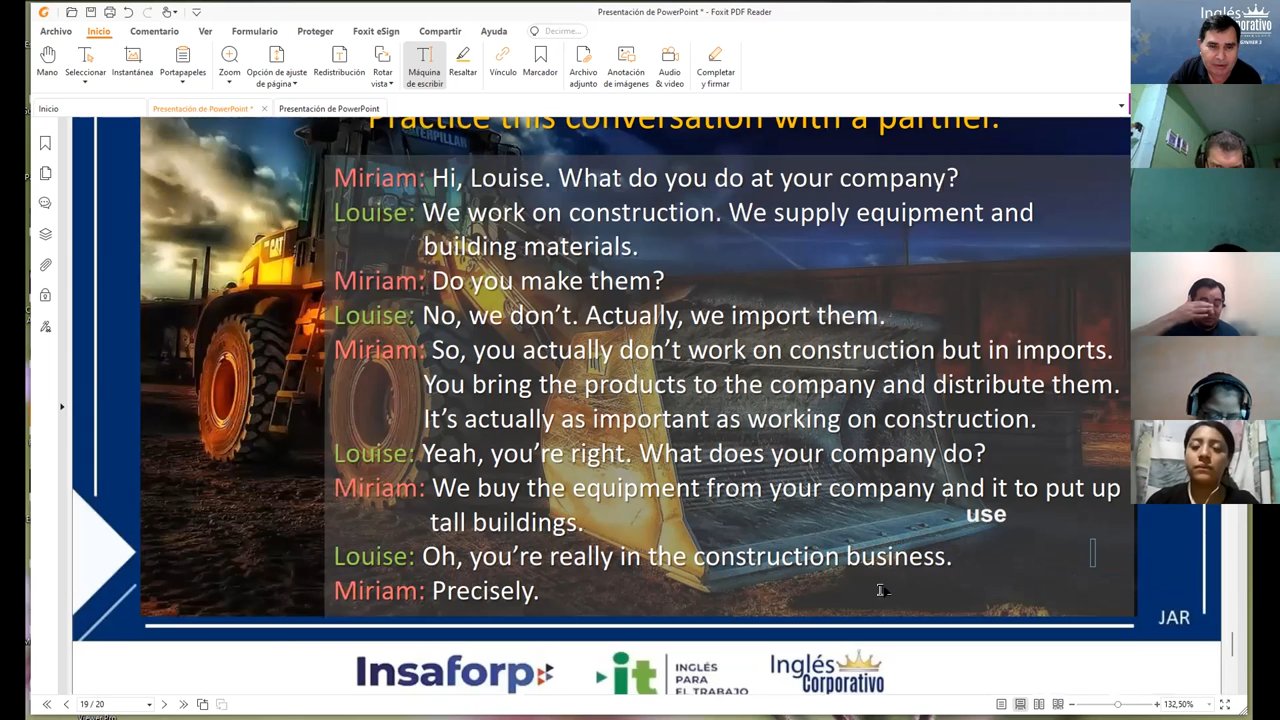 Presentación de PowerPoint * - Foxit PDF Reader
Archivo Inicio Comentario Ver Formulario Proteger Foxit eSign Compartir Ayuda Decirme...
Mano Seleccionar Instantánea Portapapeles Zoom Opción de ajuste de página Redistribución Rotar vista Máquina de escribir Resaltar Vínculo Marcador Archivo adjunto Anotación de imágenes Audio & video Completar y firmar
Inicio Presentación de PowerPoint * Presentación de PowerPoint
Practice this conversation with a partner.
Miriam: Hi, Louise. What do you do at your company?
Louise: We work on construction. We supply equipment and
building materials.
Miriam: Do you make them?
Louise: No, we don't. Actually, we import them.
Miriam: So, you actually don't work on construction but in imports.
You bring the products to the company and distribute them.
It's actually as important as working on construction.
Louise: Yeah, you're right. What does your company do?
Miriam: We buy the equipment from your company and it to put up
use
tall buildings.
Louise: Oh, you're really in the construction business.
Miriam: Precisely.
JAR
Insaforp
it INGLÉS PARA EL TRABAJO
Inglés Corporativo
19 / 20
132,50%
CATERPILLAR
CAT
Inglés